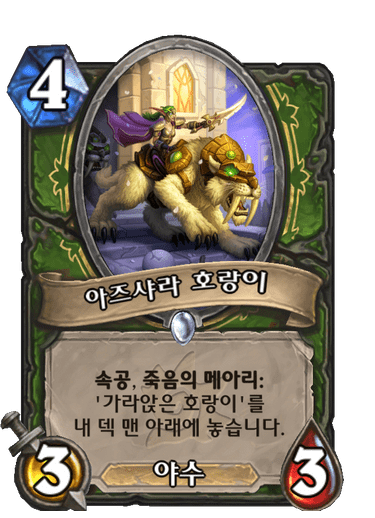 4
아즈샤라 호랑이
속공, 죽음의 메아리:
'가라앉은 호랑이'를
내 덱 맨 아래에 놓습니다.
3
야수
3